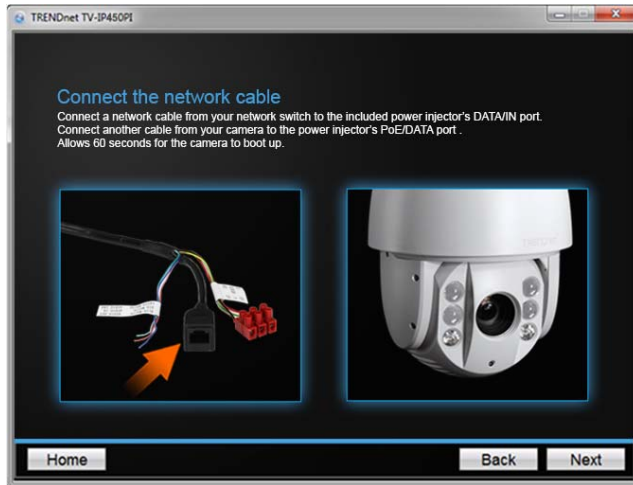 TRENDnet TV-IP450PI
Connect the network cable
Connect a network cable from your network switch to the included power injector's DATA/IN port.
Connect another cable from your camera to the power injector's PoE/DATA port .
Allows 60 seconds for the camera to boot up.
TRENDnet
Home
Back
Next